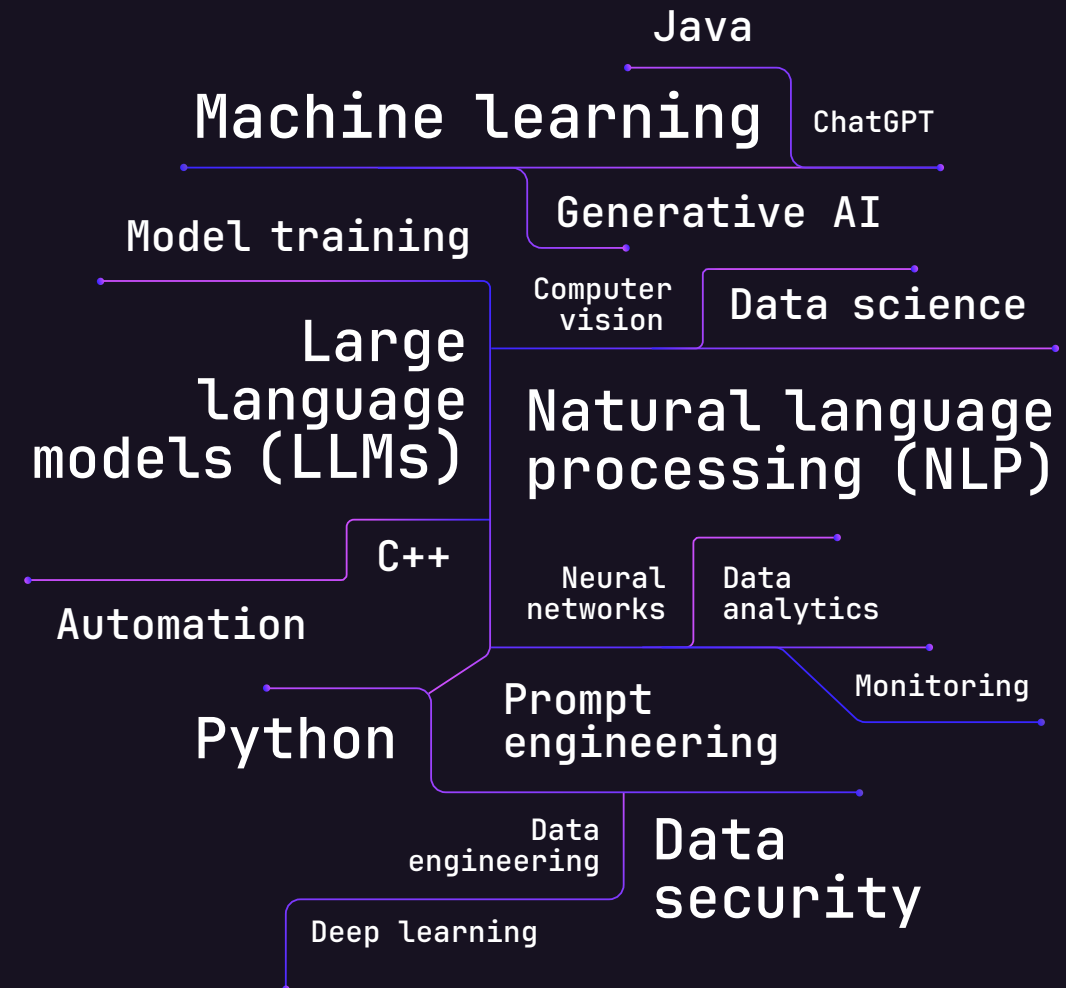 Java
Machine learning
ChatGPT
Generative AI
Model training
Computer
vision
Data science
Large
language
models (LLMs)
Natural language
processing (NLP)
C++
Neural
networks
Data
analytics
Automation
Monitoring
Prompt
engineering
Python
Data
engineering
Data
security
Deep learning